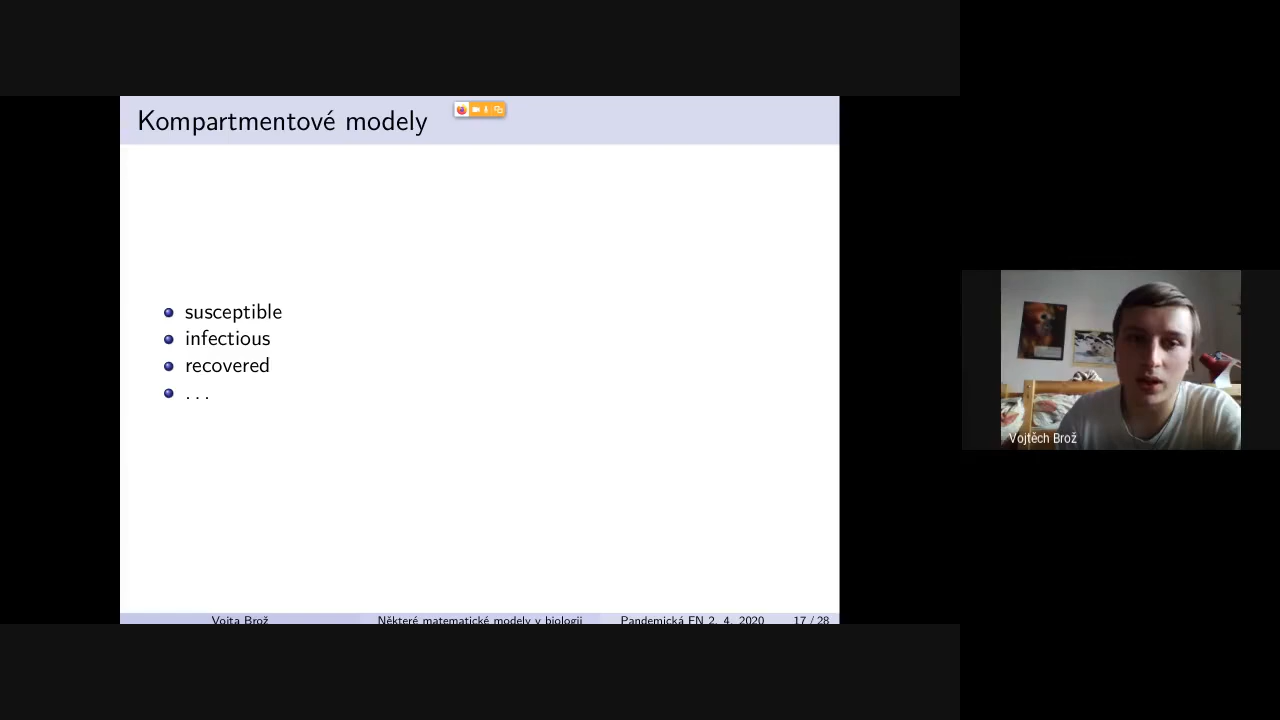 Kompartmentové modely
susceptible
infectious
recovered
. . .
Vojta Brož
Některé matematické modely v biologii
Pandemická FN 2. 4. 2020
17 / 28
Vojtěch Brož